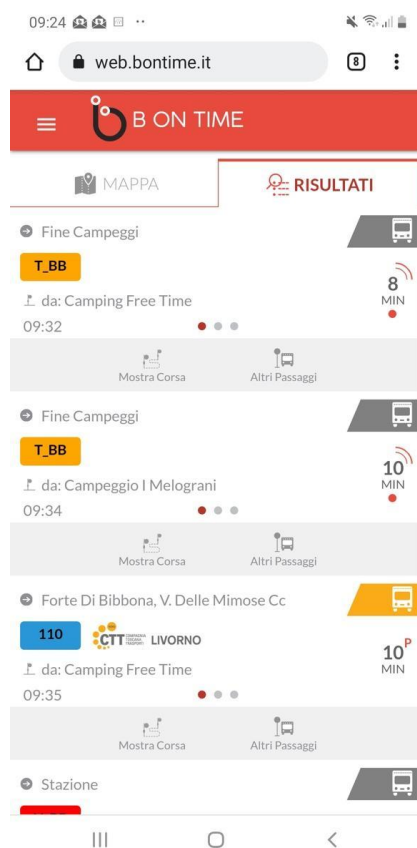 09:24
web.bontime.it
8
B ON TIME
MAPPA
RISULTATI
Fine Campeggi
T_BB
8
MIN
da: Camping Free Time
09:32
Mostra Corsa
Altri Passaggi
Fine Campeggi
T_BB
10
MIN
da: Campeggio I Melograni
09:34
Mostra Corsa
Altri Passaggi
Forte Di Bibbona, V. Delle Mimose Cc
110
CTT
LIVORNO
10 P
MIN
da: Camping Free Time
09:35
Mostra Corsa
Altri Passaggi
Stazione